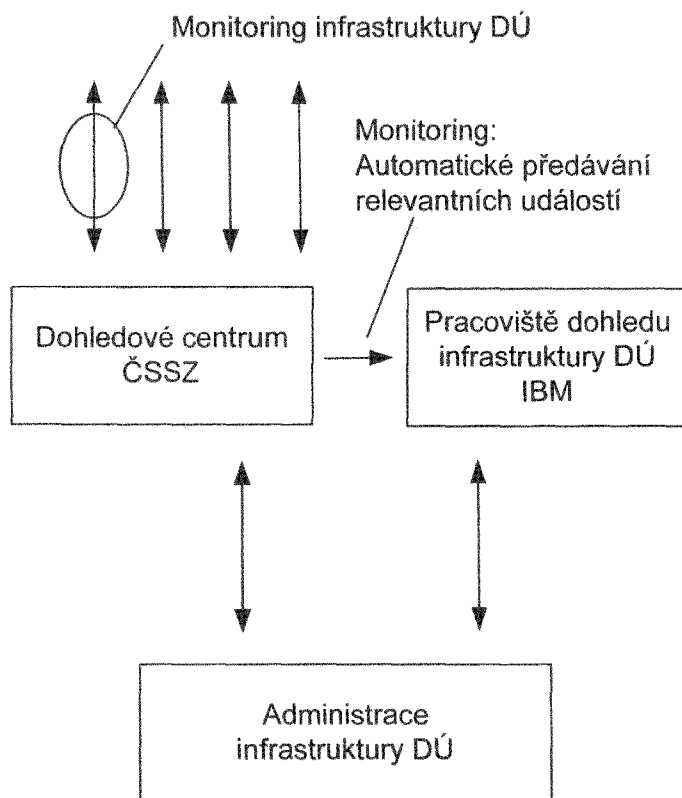 Monitoring infrastruktury DÚ
Monitoring:
Automatické předávání
relevantních událostí
Dohledové centrum
ČSSZ
Pracoviště dohledu
infrastruktury DÚ
IBM
Administrace
infrastruktury DÚ